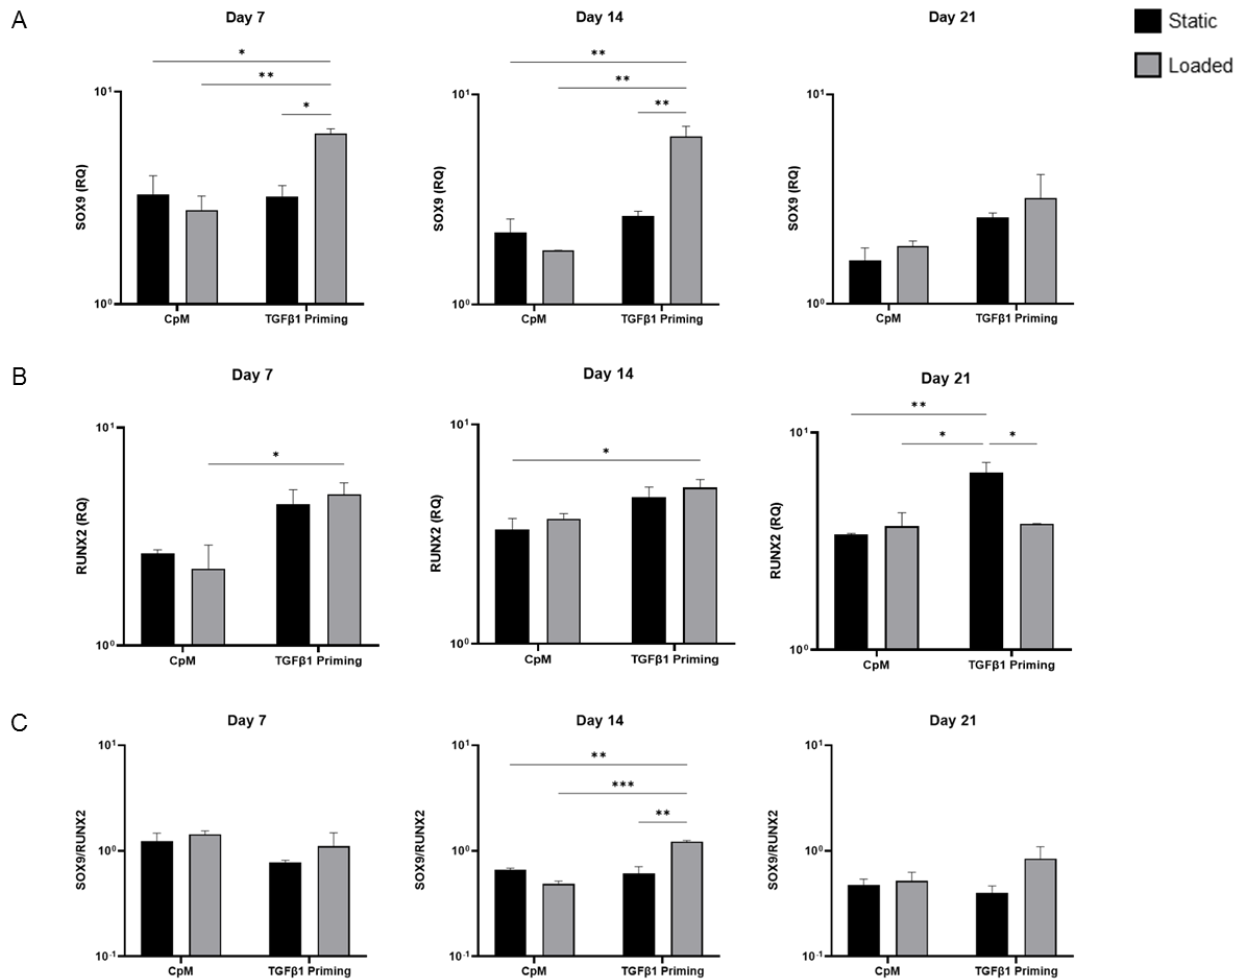 A
Day 7
Day 14
Day 21
Static
Loaded
*
**
*
**
**
**
10¹
10⁰
SOX9 (RQ)
CpM
TGFβ1 Priming
10¹
10⁰
SOX9 (RQ)
CpM
TGFβ1 Priming
10¹
10⁰
SOX9 (RQ)
CpM
TGFβ1 Priming
B
Day 7
Day 14
Day 21
*
*
**
*
*
10¹
10⁰
RUNX2 (RQ)
CpM
TGFβ1 Priming
10¹
10⁰
RUNX2 (RQ)
CpM
TGFβ1 Priming
10¹
10⁰
RUNX2 (RQ)
CpM
TGFβ1 Priming
C
Day 7
Day 14
Day 21
**
***
**
10¹
10⁰
10⁻¹
SOX9/RUNX2
CpM
TGFβ1 Priming
10¹
10⁰
10⁻¹
SOX9/RUNX2
CpM
TGFβ1 Priming
10¹
10⁰
10⁻¹
SOX9/RUNX2
CpM
TGFβ1 Priming